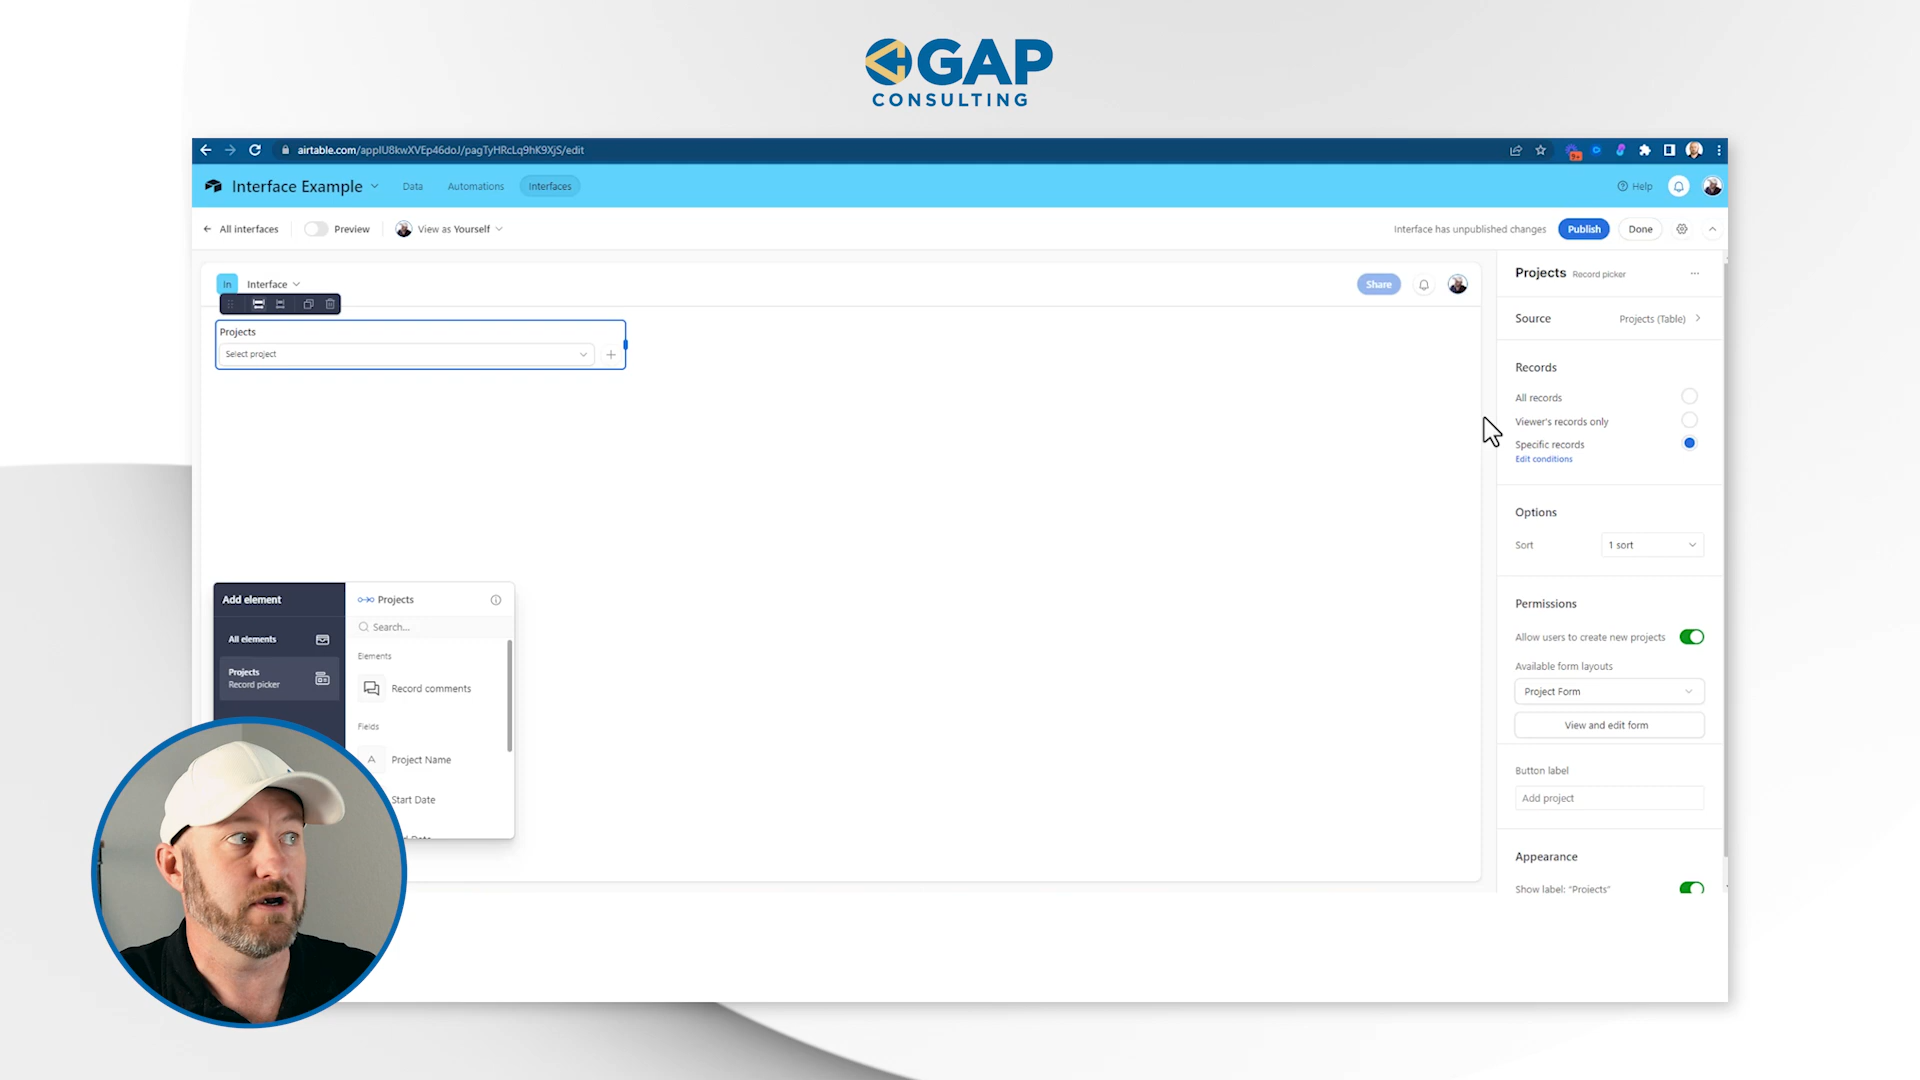 GAP
CONSULTING
airtable.com/applU8kwXVEp46doJ/pagTyHRcLq9hK9XjS/edit
Interface Example
Data
Automations
Interfaces
Help
All interfaces
Preview
View as Yourself
Interface has unpublished changes
Publish
Done
In
Interface
Share
Projects
Select project
Projects Record picker
Source
Projects (Table)
Records
All records
Viewer's records only
Specific records
Edit conditions
Options
Sort
1 sort
Permissions
Allow users to create new projects
Available form layouts
Project Form
View and edit form
Button label
Add project
Appearance
Show label: "Projects"
Add element
All elements
Projects
Record picker
Projects
Search...
Elements
Record comments
Fields
A
Project Name
Start Date